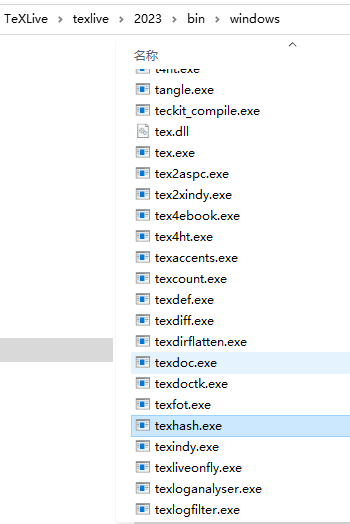 TeXLive > texlive > 2023 > bin > windows
名称
t4ht.exe
tangle.exe
teckit_compile.exe
tex.dll
tex.exe
tex2aspc.exe
tex2xindy.exe
tex4ebook.exe
tex4ht.exe
texaccents.exe
texcount.exe
texdef.exe
texdiff.exe
texdirflatten.exe
texdoc.exe
texdoctk.exe
texfot.exe
texhash.exe
texindy.exe
texliveonfly.exe
texloganalyser.exe
texlogfilter.exe